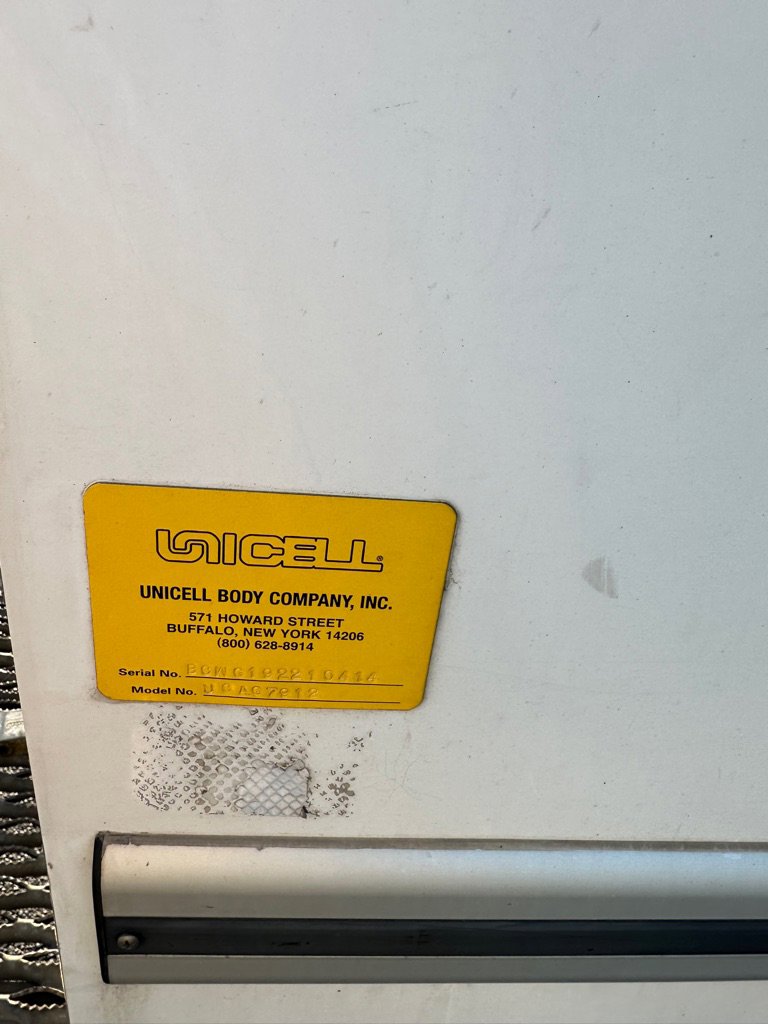 UNICELL®
UNICELL BODY COMPANY, INC.
571 HOWARD STREET
BUFFALO, NEW YORK 14206
(800) 628-8914
Serial No.
Model No.